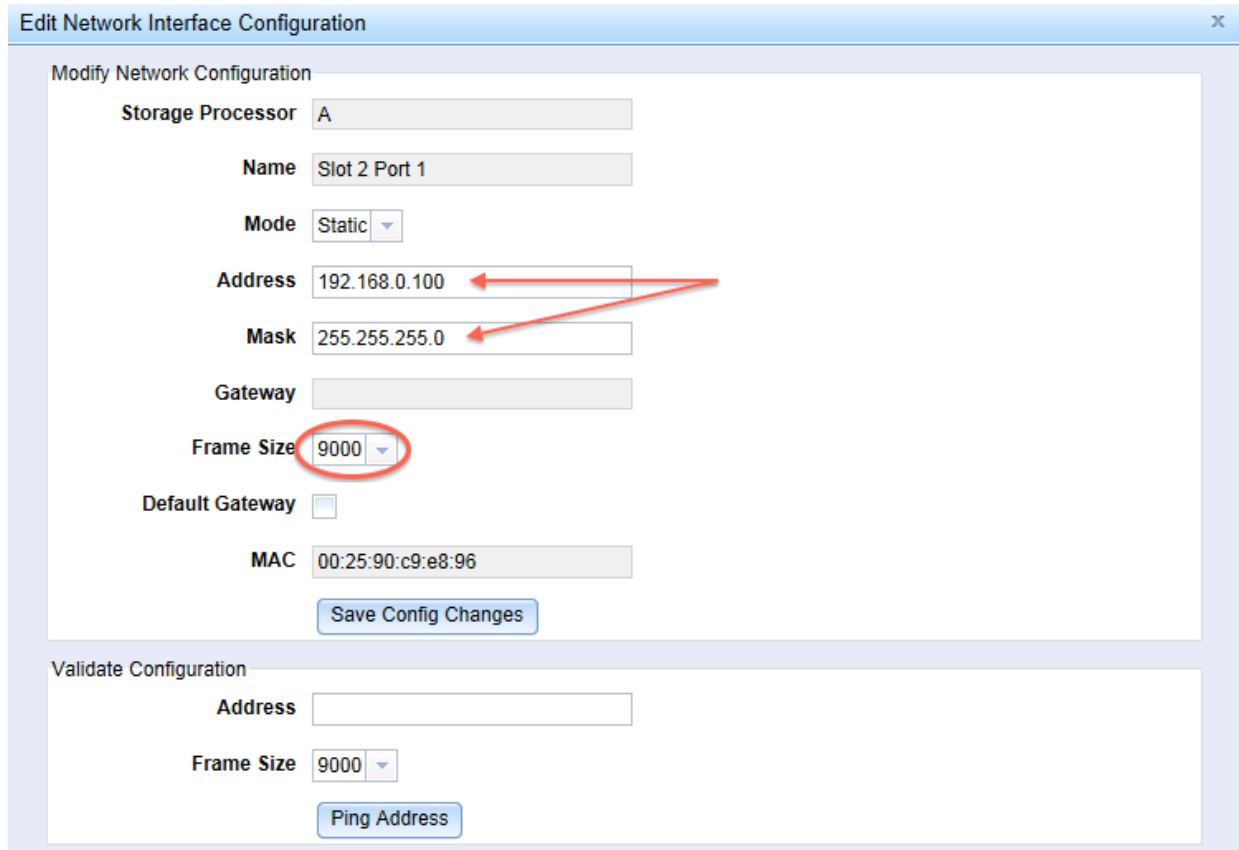 Edit Network Interface Configuration x
Modify Network Configuration
Storage Processor A
Name Slot 2 Port 1
Mode Static
Address 192.168.0.100
Mask 255.255.255.0
Gateway
Frame Size 9000
Default Gateway
MAC 00:25:90:c9:e8:96
Save Config Changes
Validate Configuration
Address
Frame Size 9000
Ping Address